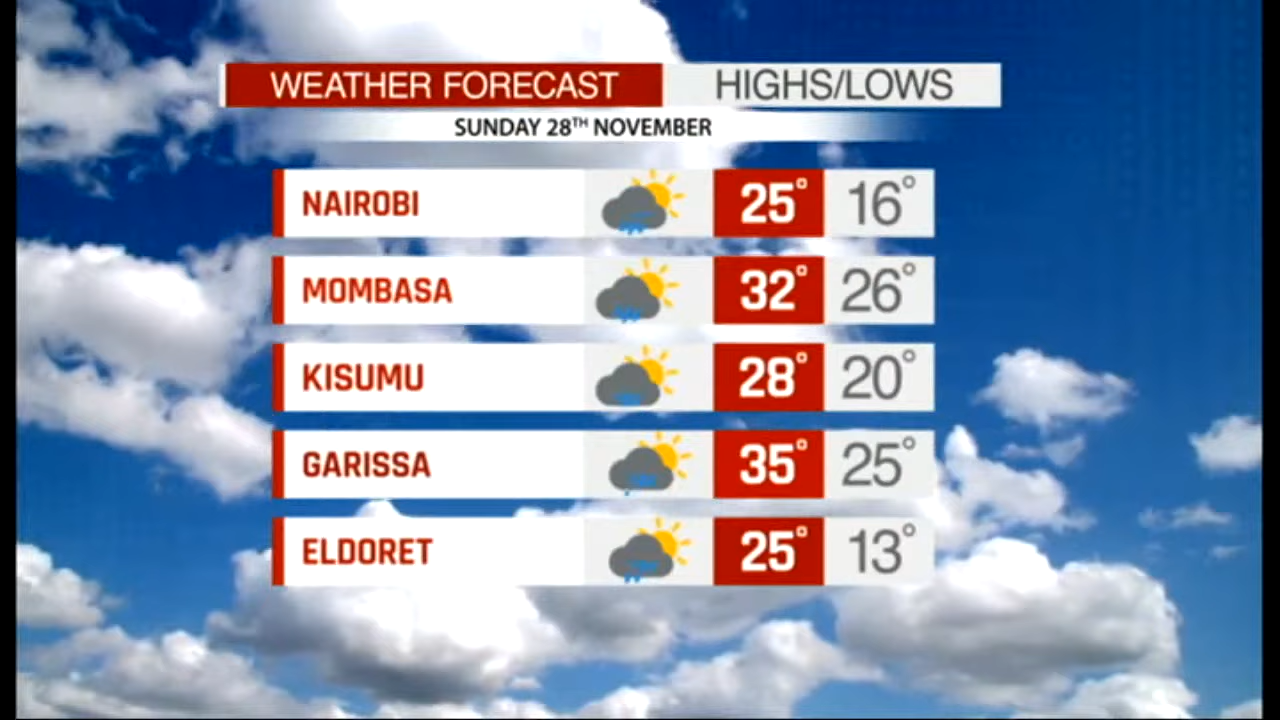 WEATHER FORECAST HIGHS/LOWS
SUNDAY 28TH NOVEMBER
NAIROBI 25° 16°
MOMBASA 32° 26°
KISUMU 28° 20°
GARISSA 35° 25°
ELDORET 25° 13°